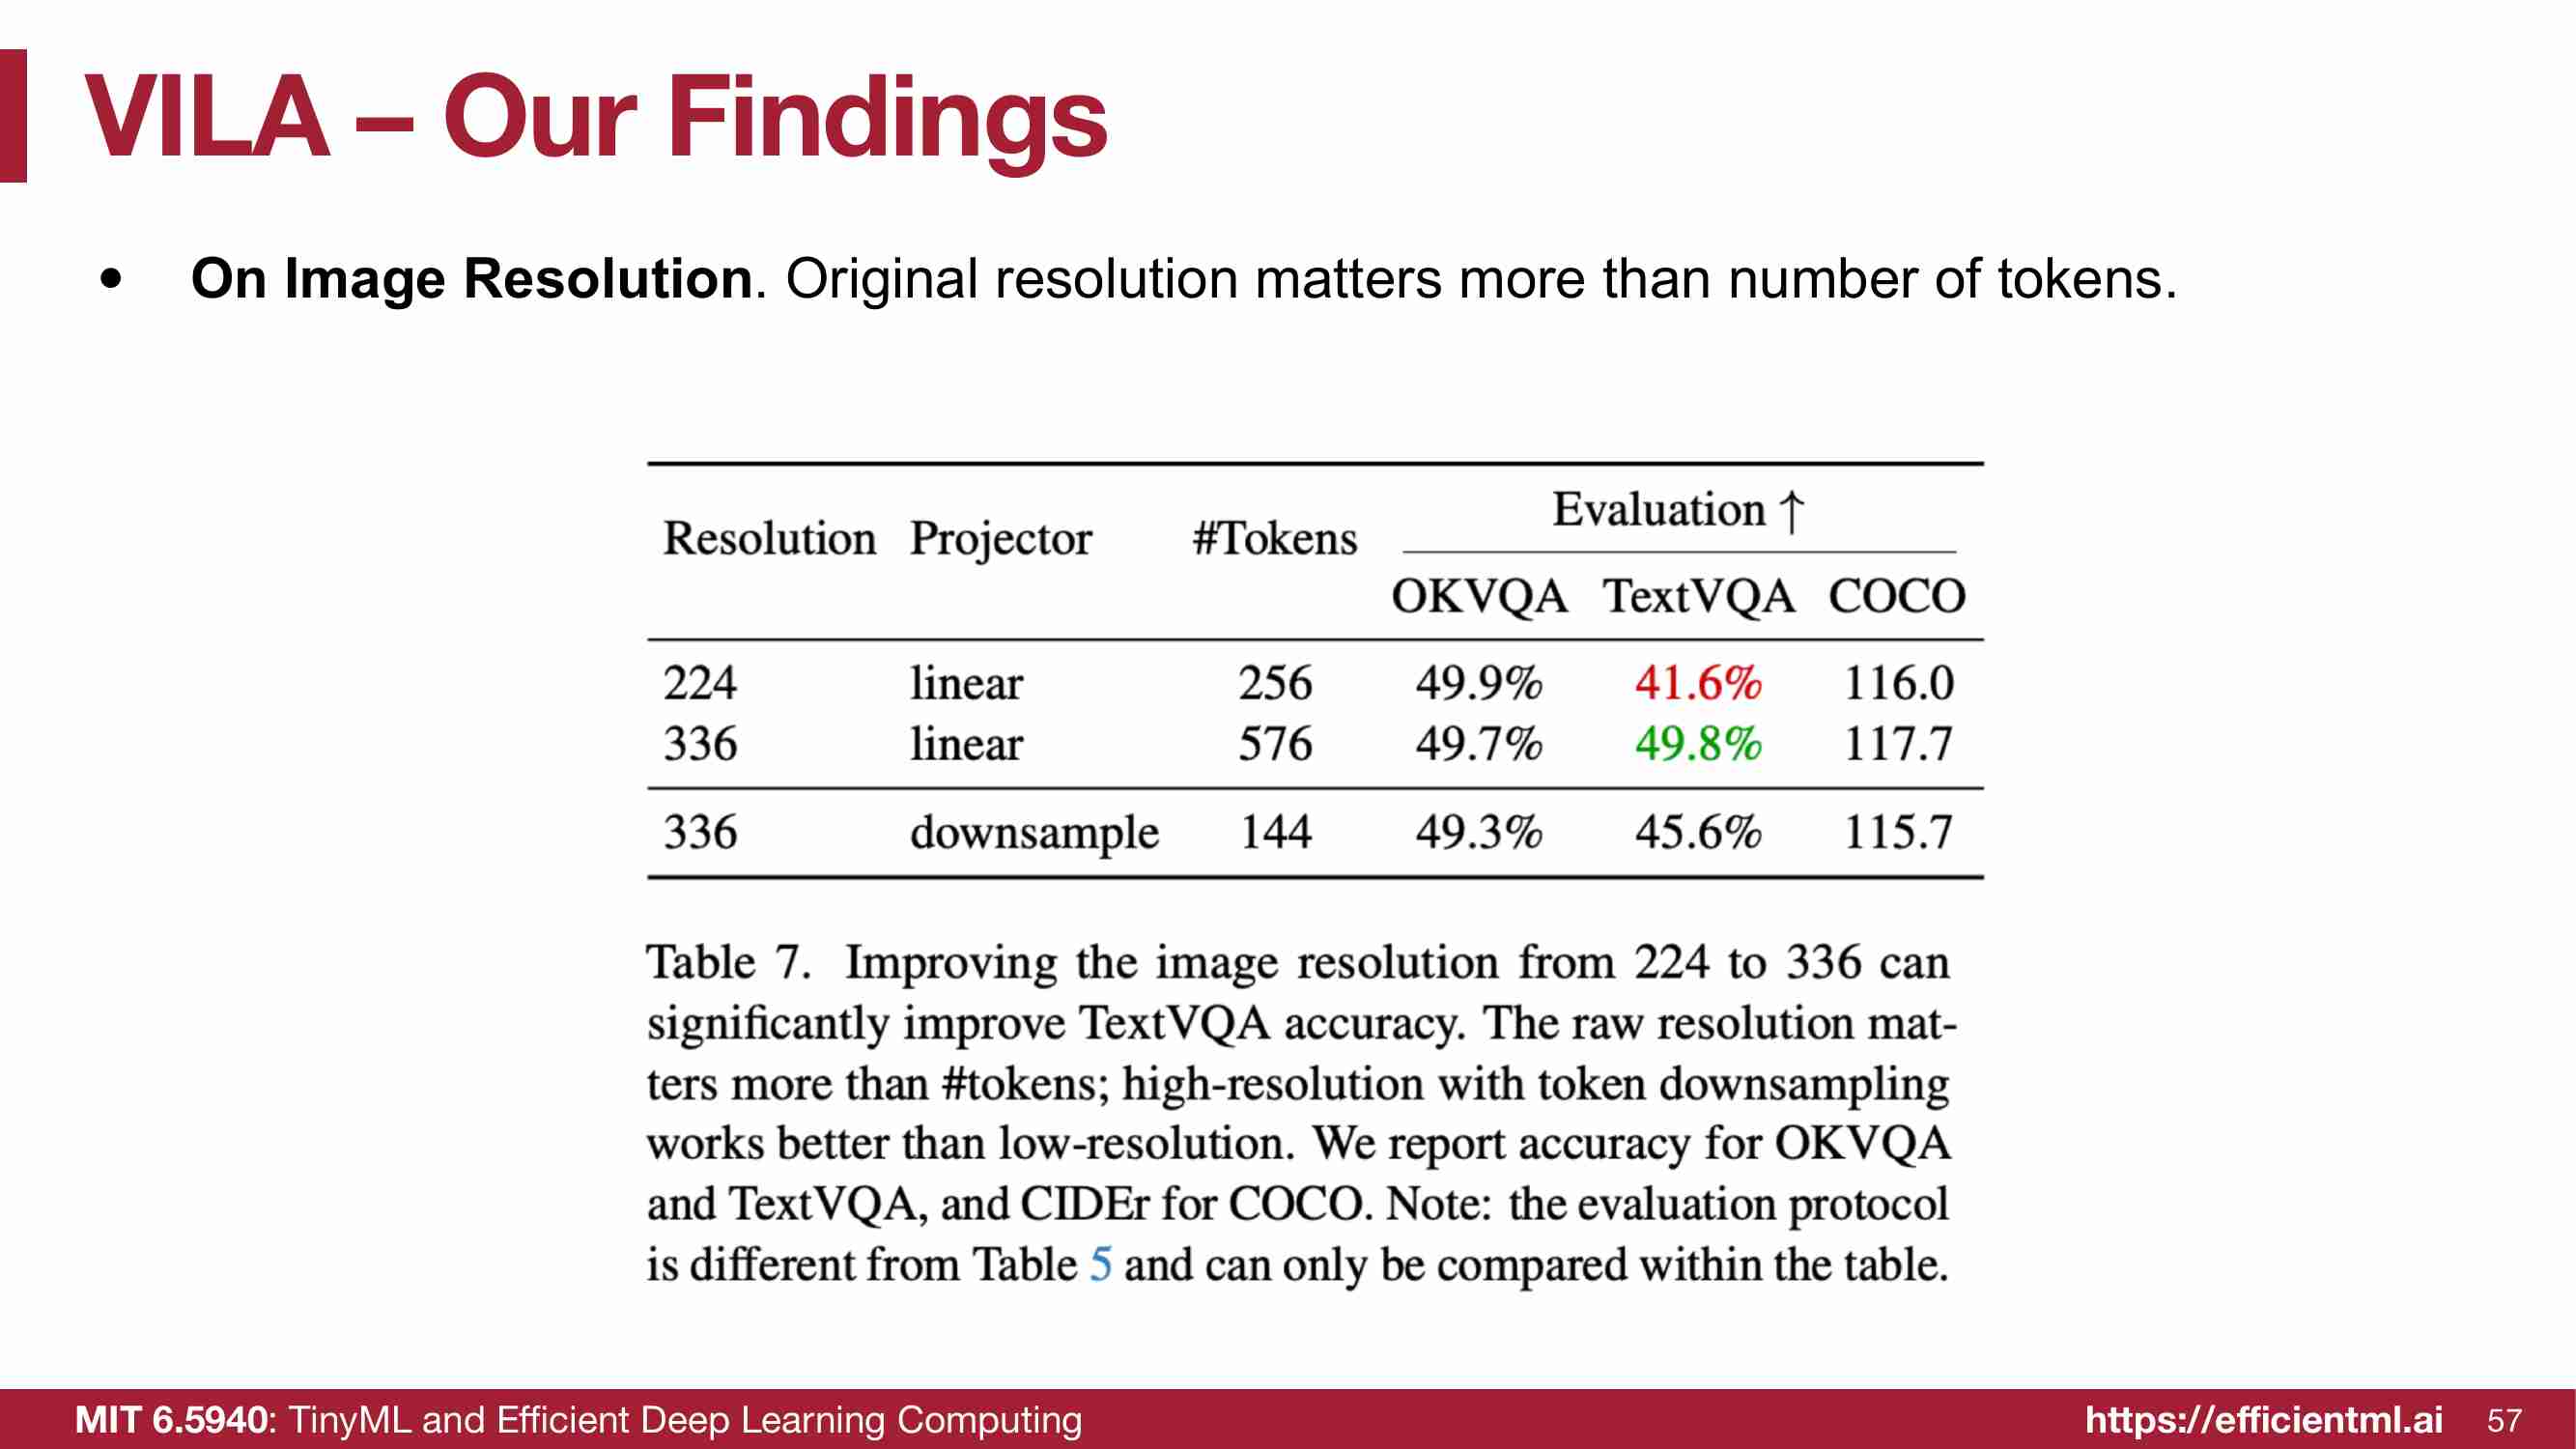 VILA – Our Findings
• On Image Resolution. Original resolution matters more than number of tokens.
Resolution Projector #Tokens Evaluation ↑
OKVQA TextVQA COCO
224 linear 256 49.9% 41.6% 116.0
336 linear 576 49.7% 49.8% 117.7
336 downsample 144 49.3% 45.6% 115.7
Table 7. Improving the image resolution from 224 to 336 can
significantly improve TextVQA accuracy. The raw resolution mat-
ters more than #tokens; high-resolution with token downsampling
works better than low-resolution. We report accuracy for OKVQA
and TextVQA, and CIDEr for COCO. Note: the evaluation protocol
is different from Table 5 and can only be compared within the table.
MIT 6.5940: TinyML and Efficient Deep Learning Computing https://efficientml.ai 57